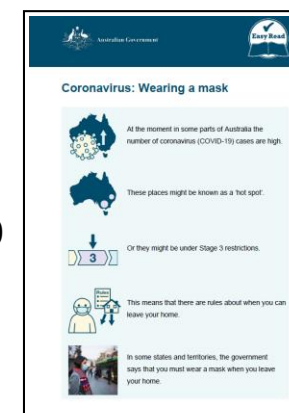 Australian Government
Easy Read
Coronavirus: Wearing a mask
At the moment in some parts of Australia the
number of coronavirus (COVID-19) cases are high.
These places might be known as a 'hot spot'.
3
Or they might be under Stage 3 restrictions.
Rules
This means that there are rules about when you can
leave your home.
In some states and territories, the government
says that you must wear a mask when you leave
your home.
)